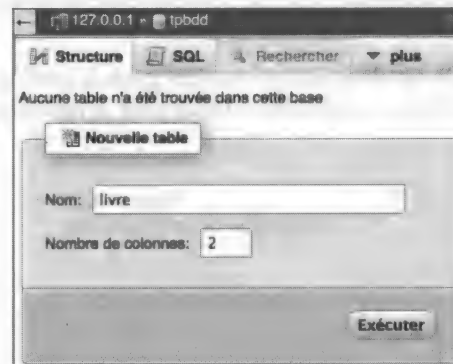 ← 127.0.0.1 » tpbdd
Structure SQL Rechercher plus
Aucune table n'a été trouvée dans cette base
Nouvelle table
Nom: livre
Nombre de colonnes: 2
Exécuter